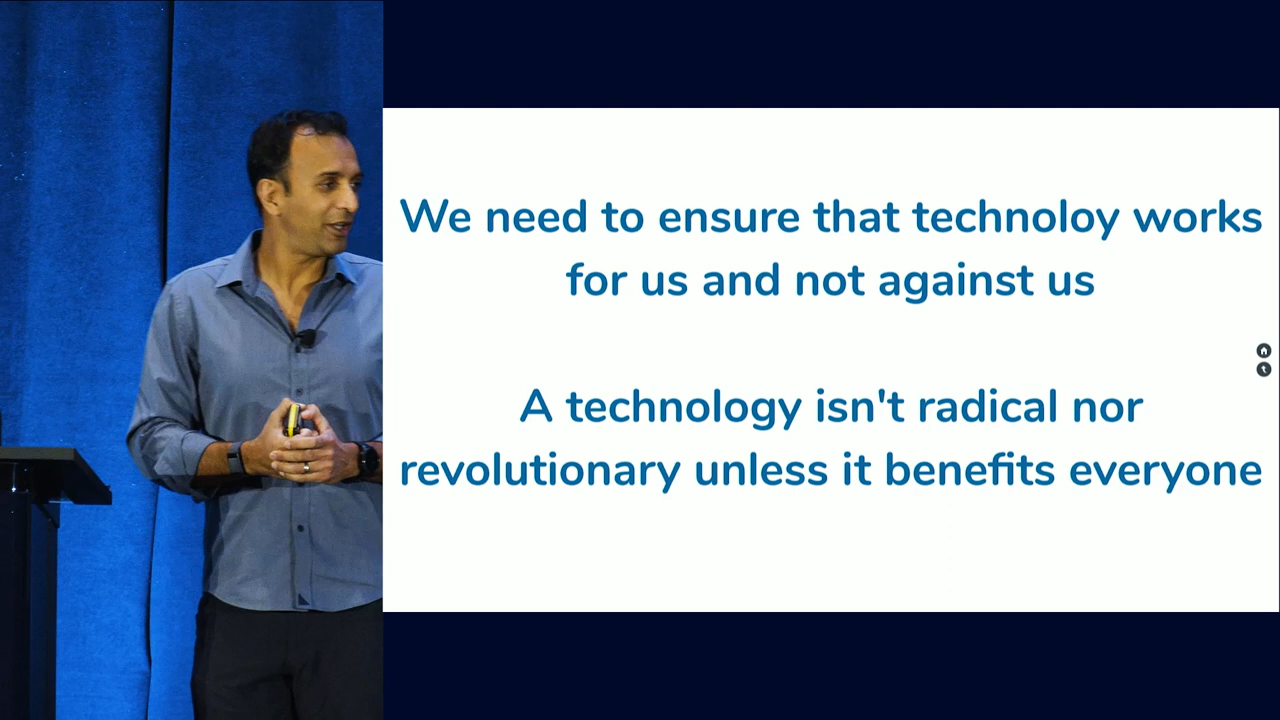 We need to ensure that technoloy works
for us and not against us
A technology isn't radical nor
revolutionary unless it benefits everyone